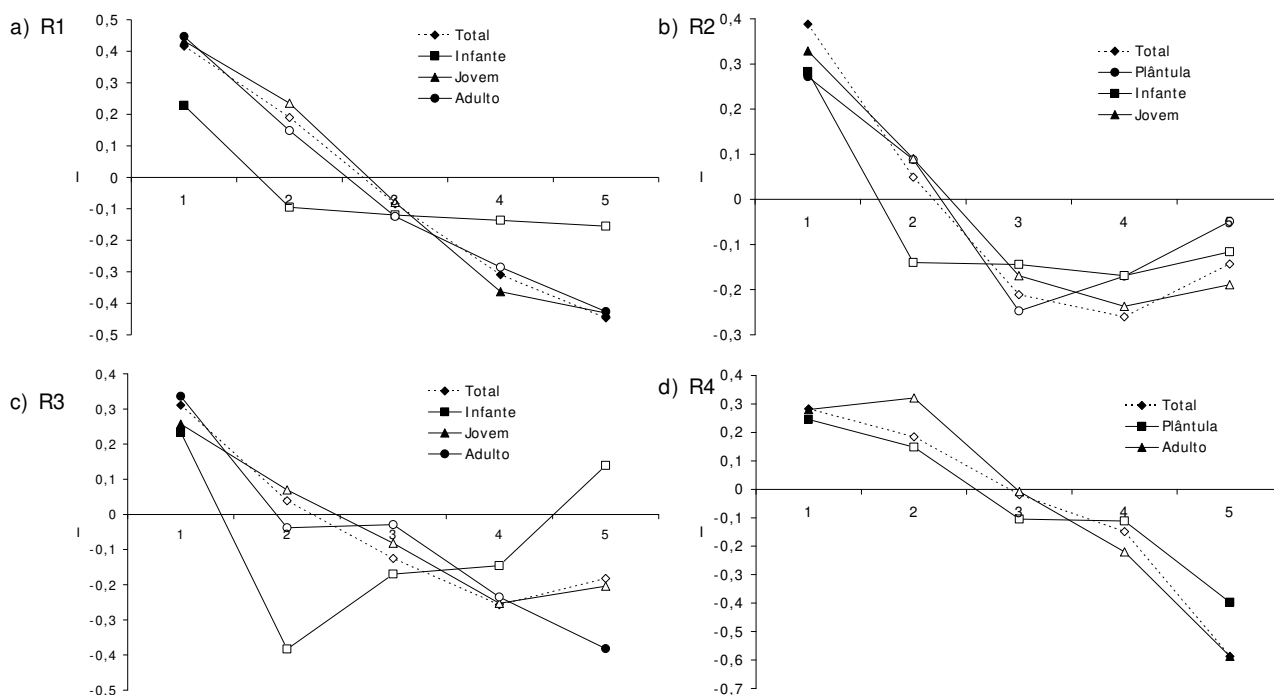 a) R1
0,5
0,4
0,3
0,2
0,1
0
-0,1
-0,2
-0,3
-0,4
-0,5
I
1
2
3
4
5
Total
Infante
Jovem
Adulto
b) R2
0,4
0,3
0,2
0,1
0
-0,1
-0,2
-0,3
I
1
2
3
4
5
Total
Plântula
Infante
Jovem
c) R3
0,4
0,3
0,2
0,1
0
-0,1
-0,2
-0,3
-0,4
-0,5
I
1
2
3
4
5
Total
Infante
Jovem
Adulto
d) R4
0,4
0,3
0,2
0,1
0
-0,1
-0,2
-0,3
-0,4
-0,5
-0,6
-0,7
I
1
2
3
4
5
Total
Plântula
Adulto